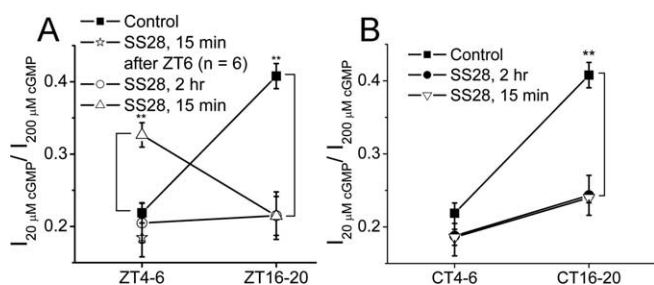 A
Control
SS28, 15 min
after ZT6 (n = 6)
SS28, 2 hr
SS28, 15 min
**
**
0.4
0.3
0.2
I20 μM cGMP/ I200 μM cGMP
ZT4-6
ZT16-20
B
Control
SS28, 2 hr
SS28, 15 min
**
0.4
0.3
0.2
I20 μM cGMP/ I200 μM cGMP
CT4-6
CT16-20